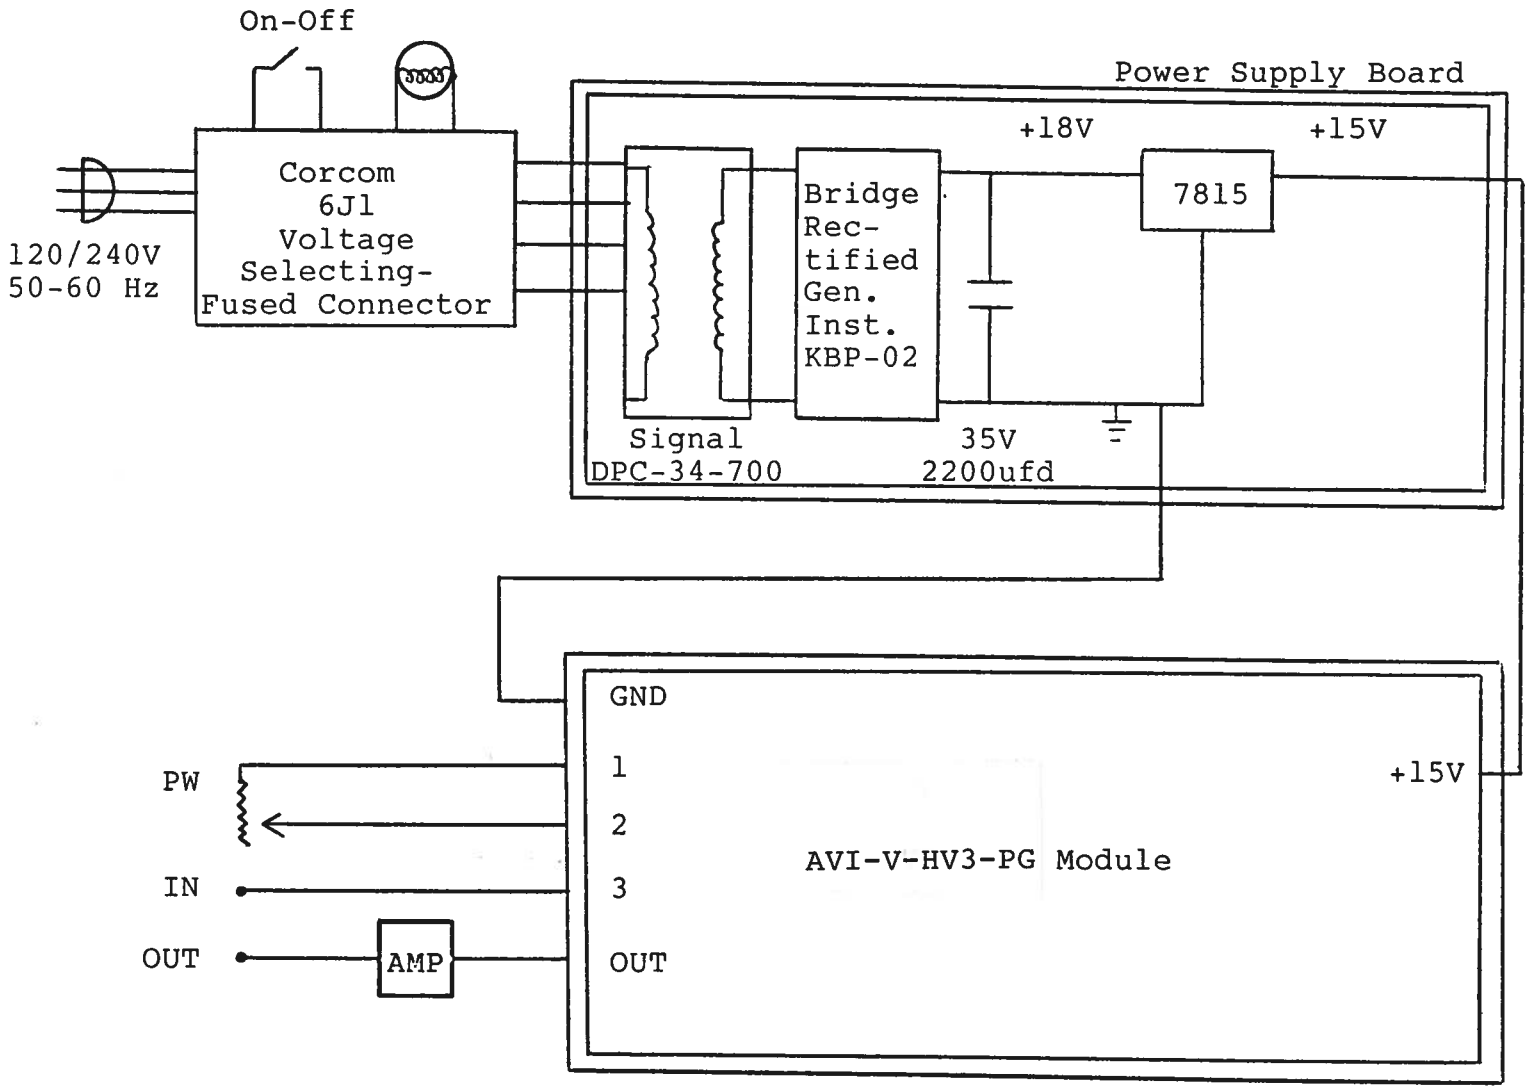 On-Off
Power Supply Board
+18V
+15V
Corcom
6J1
Voltage
Selecting-
Fused Connector
120/240V
50-60 Hz
Bridge
Rec-
tified
Gen.
Inst.
KBP-02
7815
Signal
DPC-34-700
35V
2200ufd
GND
PW
1
+15V
2
AVI-V-HV3-PG Module
IN
3
OUT
AMP
OUT